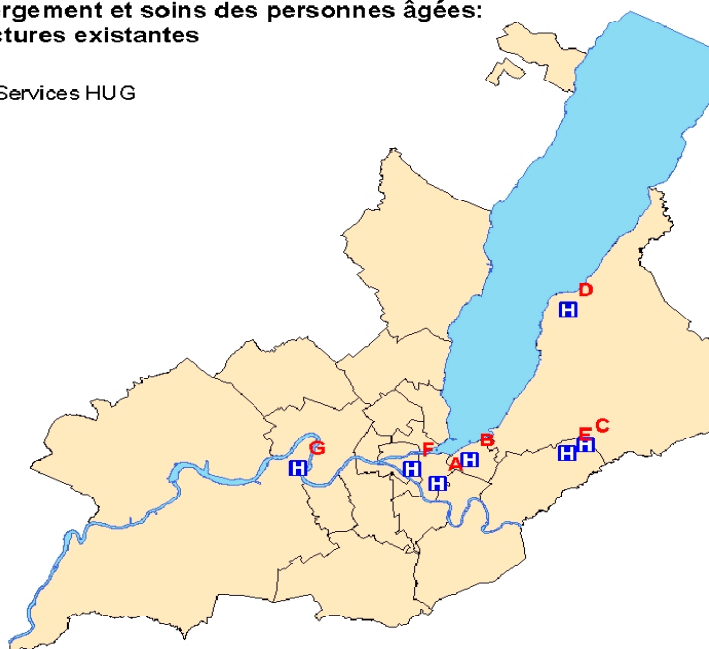 rgement et soins des personnes âgées:
ctures existantes
Services HUG
D
H
C
E
H
H
B
H
F
H
A
H
G
H